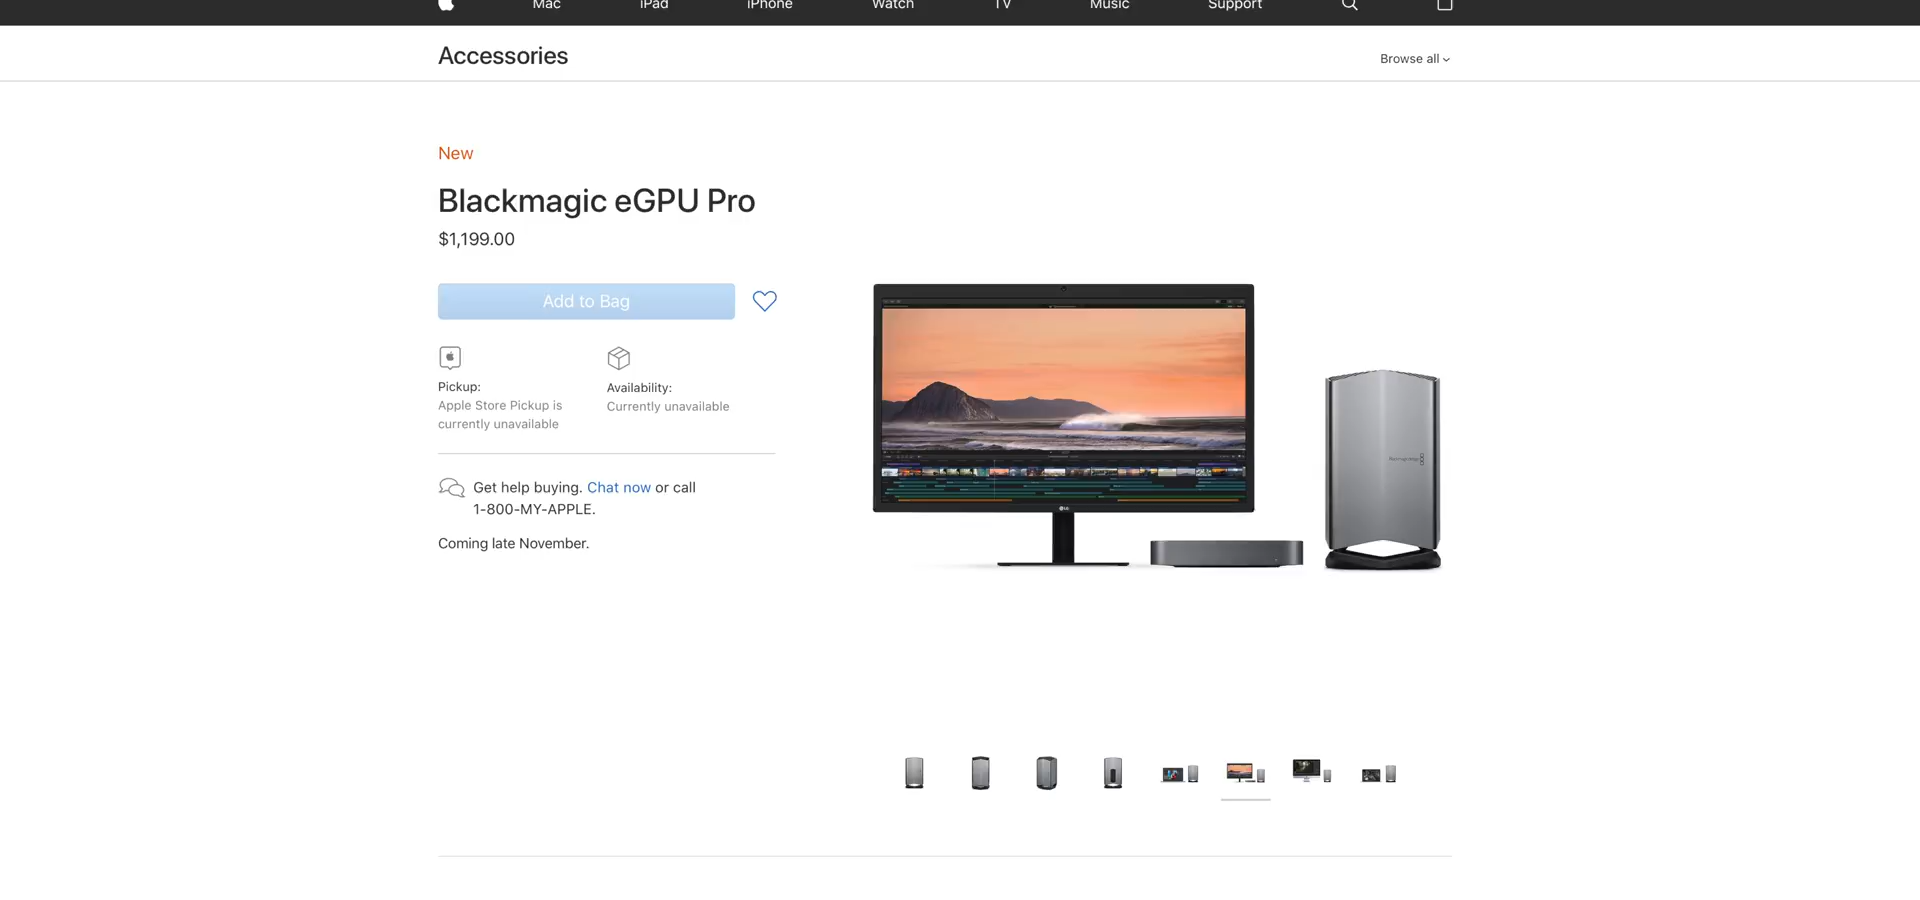 Mac iPad iPhone Watch TV Music Support
Accessories
Browse all
New
Blackmagic eGPU Pro
$1,199.00
Add to Bag
Pickup:
Apple Store Pickup is
currently unavailable
Availability:
Currently unavailable
Get help buying. Chat now or call
1-800-MY-APPLE.
Coming late November.
LG